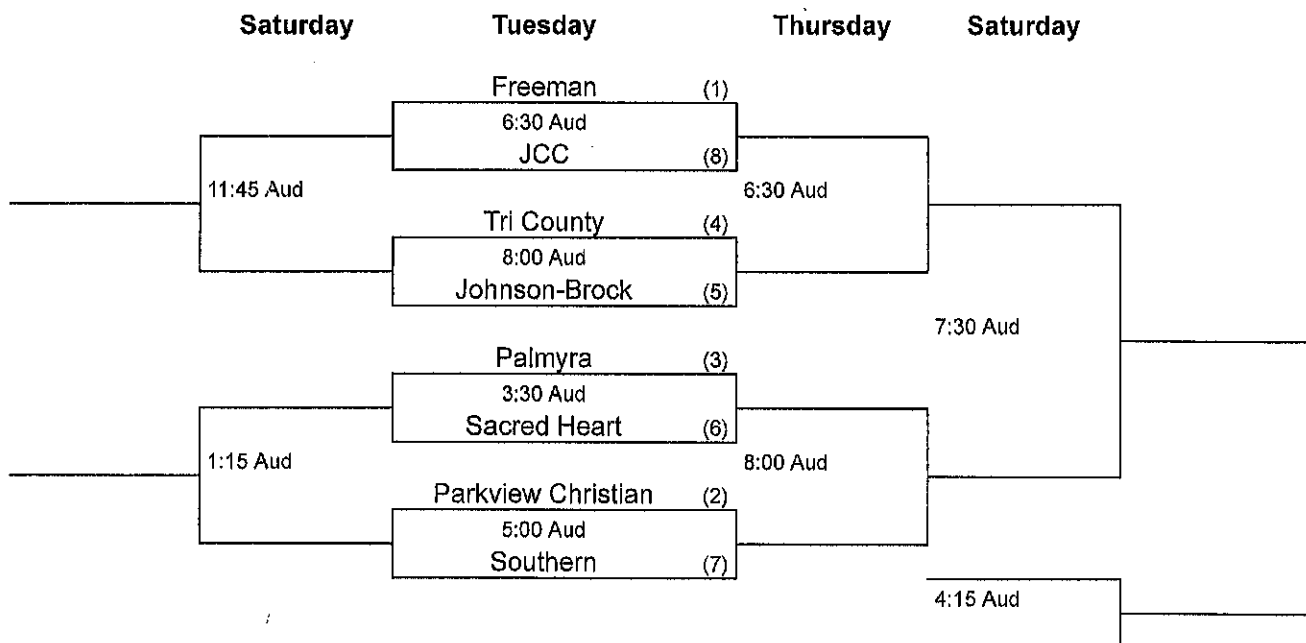 Saturday Tuesday Thursday Saturday
Freeman (1)
6:30 Aud
JCC (8)
11:45 Aud
6:30 Aud
Tri County (4)
8:00 Aud
Johnson-Brock (5)
7:30 Aud
Palmyra (3)
3:30 Aud
Sacred Heart (6)
1:15 Aud
8:00 Aud
Parkview Christian (2)
5:00 Aud
Southern (7)
4:15 Aud